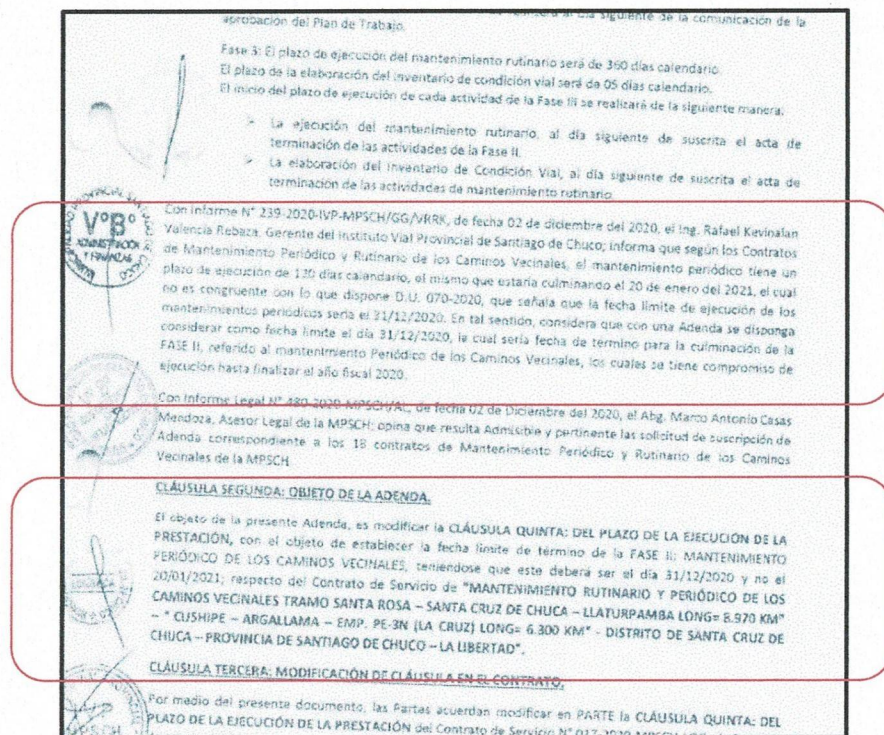 al día siguiente de la comunicación de la
aprobación del Plan de Trabajo.
Fase 3: El plazo de ejecución del mantenimiento rutinario será de 360 días calendario.
El plazo de la elaboración del inventario de condición vial será de 05 días calendario.
El inicio del plazo de ejecución de cada actividad de la Fase III se realizará de la siguiente manera:
La ejecución del mantenimiento rutinario, al día siguiente de suscrita el acta de
terminación de las actividades de la Fase II.
La elaboración del Inventario de Condición Vial, al día siguiente de suscrita el acta de
terminación de las actividades de mantenimiento rutinario.
Con Informe N° 239-2020-IVP-MPSCH/GG/VRRK, de fecha 02 de diciembre del 2020, el Ing. Rafael Kevinalan
Valencia Rebaza, Gerente del Instituto Vial Provincial de Santiago de Chuco; informa que según los Contratos
de Mantenimiento Periódico y Rutinario de los Caminos Vecinales, el mantenimiento periódico tiene un
plazo de ejecución de 120 días calendario, el mismo que estaría culminando el 20 de enero del 2021, el cual
no es congruente con lo que dispone D.U. 070-2020, que señala que la fecha limite de ejecución de los
mantenimientos periódicos seria el 31/12/2020. En tal sentido, considera que con una Adenda se disponga
considerar como fecha limite el día 31/12/2020, la cual sería fecha de término para la culminación de la
FASE II, referido al mantenimiento Periódico de los Caminos Vecinales, los cuales se tiene compromiso de
ejecución hasta finalizar el año fiscal 2020.
Con Informe Legal N° 480-2020-MPSCH/AL, de fecha 02 de Diciembre del 2020, el Abg. Marco Antonio Casas
Mendoza, Asesor Legal de la MPSCH; opina que resulta Admisible y pertinente las solicitud de suscripción de
Adenda correspondiente a los 18 contratos de Mantenimiento Periódico y Rutinario de los Caminos
Vecinales de la MPSCH
CLÁUSULA SEGUNDA: OBJETO DE LA ADENDA.
El objeto de la presente Adenda, es modificar la CLÁUSULA QUINTA: DEL PLAZO DE LA EJECUCIÓN DE LA
PRESTACIÓN, con el objeto de establecer la fecha limite de término de la FASE II: MANTENIMIENTO
PERIÓDICO DE LOS CAMINOS VECINALES, teniéndose que este deberá ser el día 31/12/2020 y no el
20/01/2021; respecto del Contrato de Servicio de "MANTENIMIENTO RUTINARIO Y PERIÓDICO DE LOS
CAMINOS VECINALES TRAMO SANTA ROSA – SANTA CRUZ DE CHUCA – LLATURPAMBA LONG= 8.970 KM"
– " CUSHIPE – ARGALLAMA – EMP. PE-3N (LA CRUZ) LONG= 6.300 KM" - DISTRITO DE SANTA CRUZ DE
CHUCA – PROVINCIA DE SANTIAGO DE CHUCO – LA LIBERTAD".
CLÁUSULA TERCERA: MODIFICACIÓN DE CLÁUSULA EN EL CONTRATO.
Por medio del presente documento, las Partes acuerdan modificar en PARTE la CLÁUSULA QUINTA: DEL
PLAZO DE LA EJECUCIÓN DE LA PRESTACIÓN del Contrato de Servicio N° 017-2020-MPSCH
V°B°
ADMINISTRACIÓN
Y FINANZAS